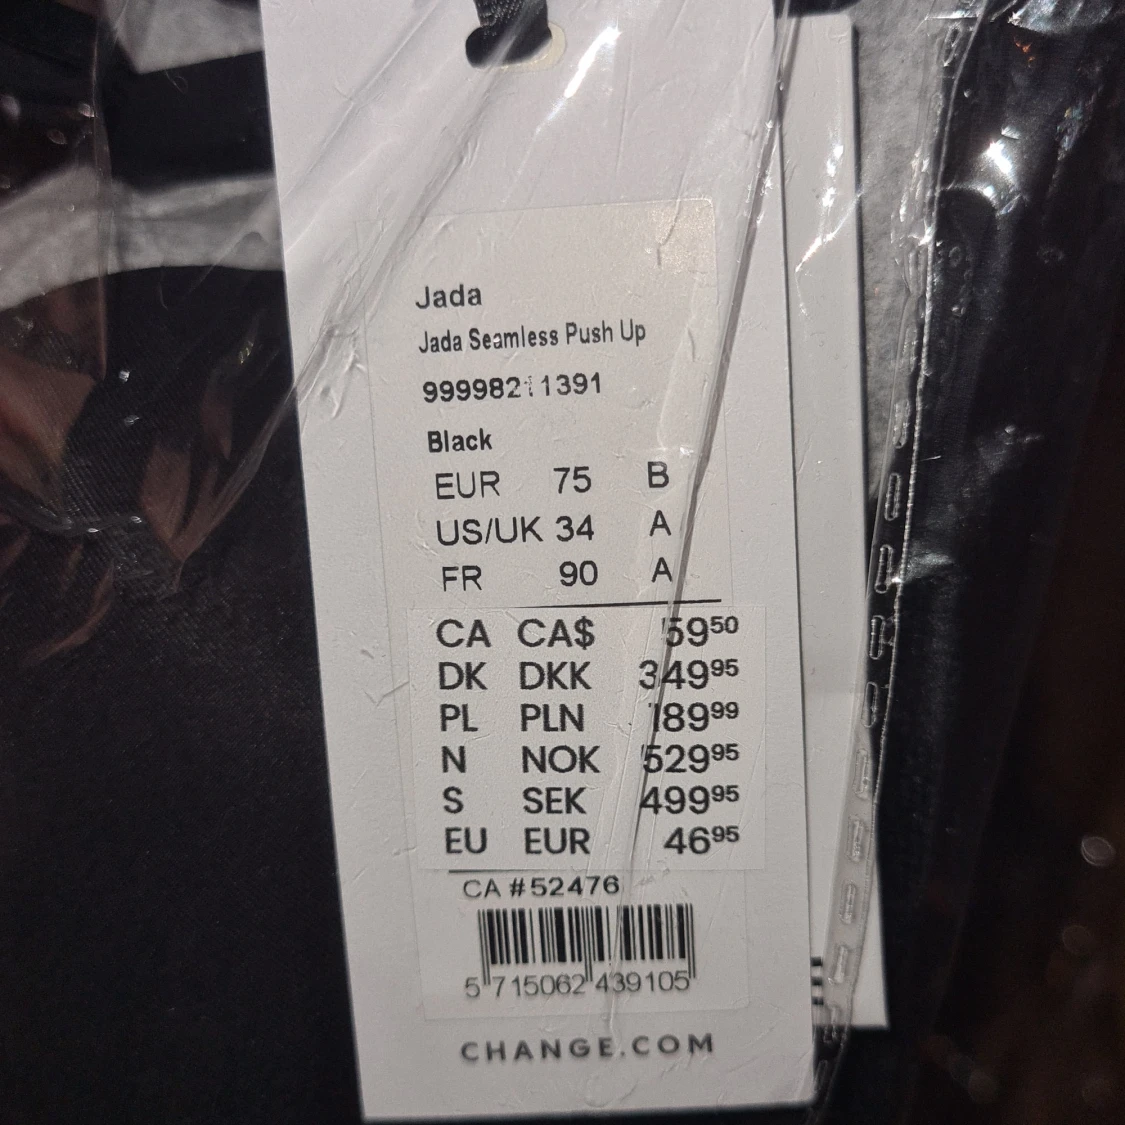 Jada
Jada Seamless Push Up
Black
EUR 75 B
US/UK 34 A
FR 90 A
CA CA$ 59⁵⁰
DK DKK 349⁹⁵
PL PLN 189⁹⁹
N NOK 529⁹⁵
S SEK 499⁹⁵
EU EUR 46⁹⁵
CA #52476
5 715062 439105
CHANGE.COM